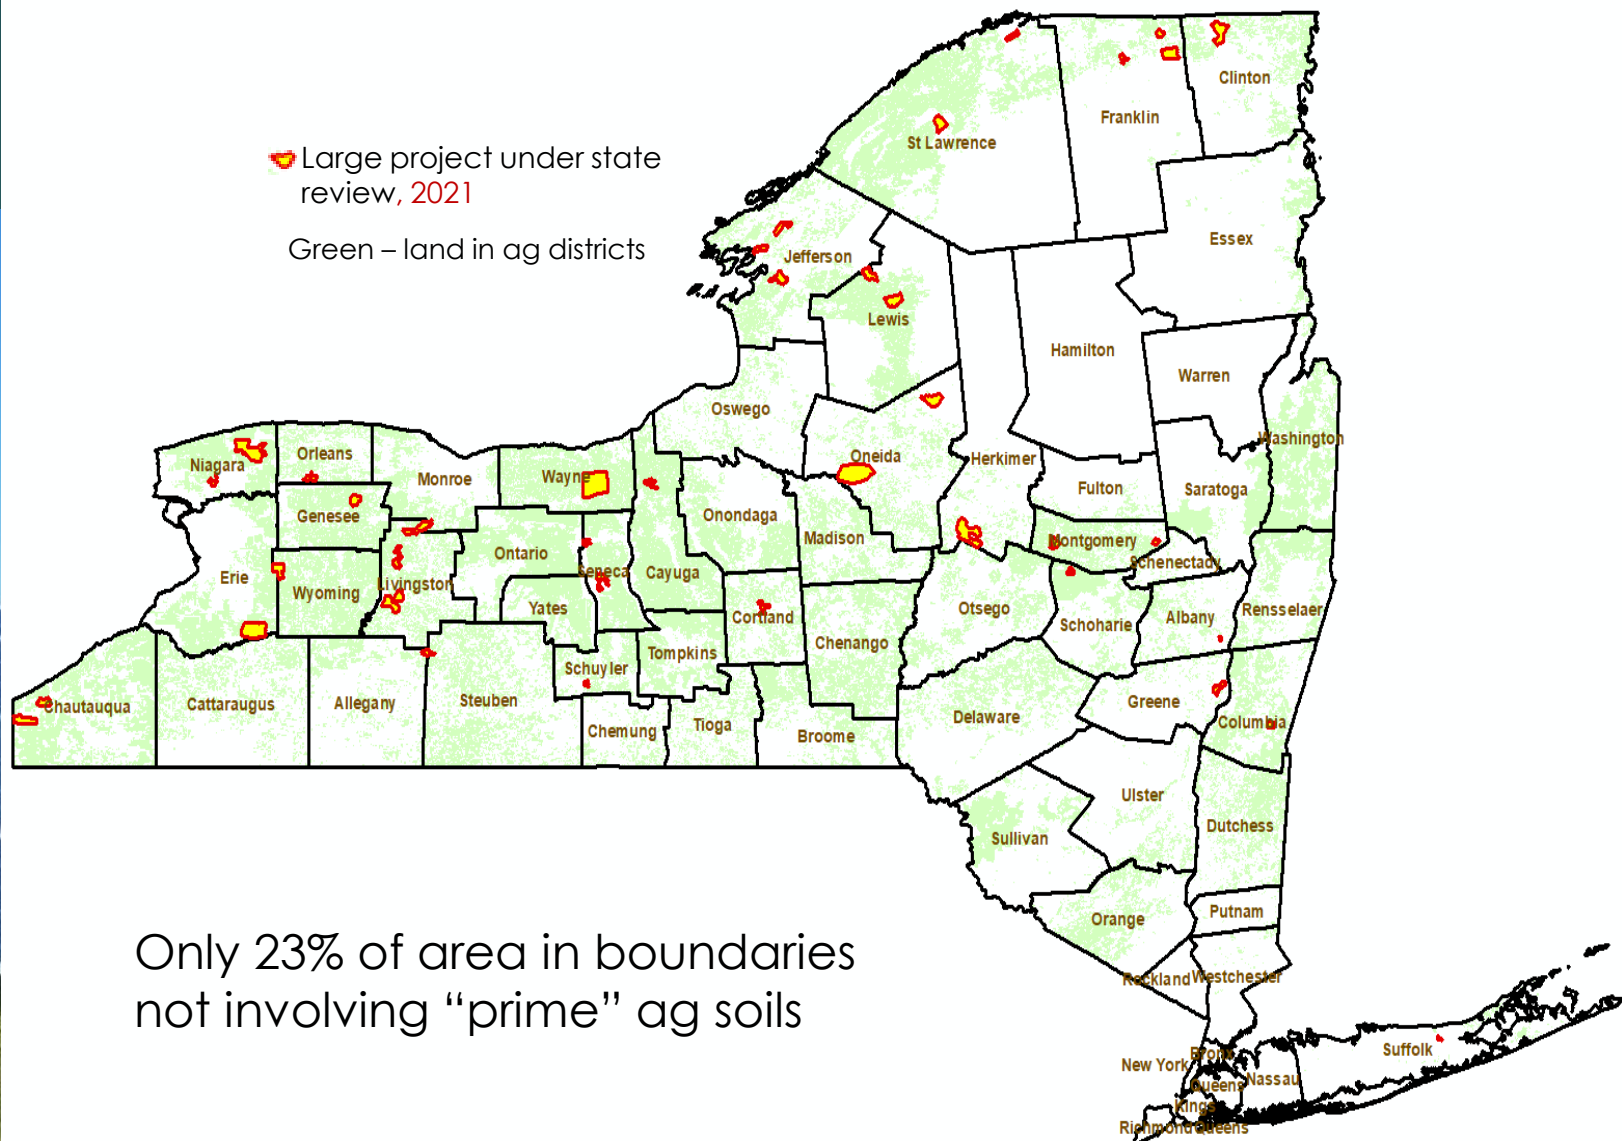 Clinton
Franklin
St Lawrence
Large project under state
review, 2021
Green – land in ag districts
Essex
Jefferson
Lewis
Hamilton
Warren
Oswego
Washington
Oneida
Herkimer
Niagara
Orleans
Monroe
Wayne
Fulton
Saratoga
Genesee
Onondaga
Madison
Montgomery
Schenectady
Ontario
Seneca
Cayuga
Erie
Wyoming
Livingston
Yates
Cortland
Otsego
Schoharie
Albany
Rensselaer
Chenango
Tompkins
Schuyler
Chautauqua
Cattaraugus
Allegany
Steuben
Chemung
Tioga
Broome
Delaware
Greene
Columbia
Ulster
Dutchess
Sullivan
Orange
Putnam
Only 23% of area in boundaries
not involving “prime” ag soils
Rockland
Westchester
Suffolk
New York
Bronx
Queens
Nassau
Kings
Richmond
Queens